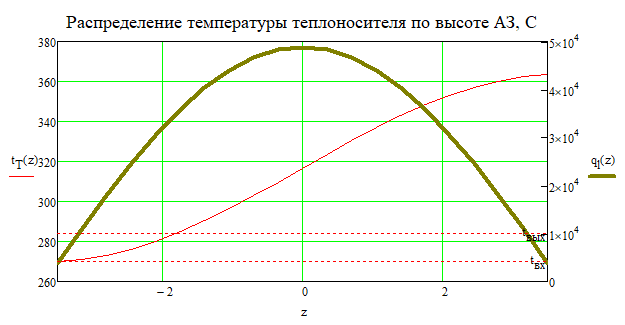 Распределение температуры теплоносителя по высоте АЗ, С
380
360
340
320
300
280
260
t_T(z)
5×10^4
4×10^4
3×10^4
2×10^4
1×10^4
0
q_l(z)
t_вых
t_вх
−2
0
2
z